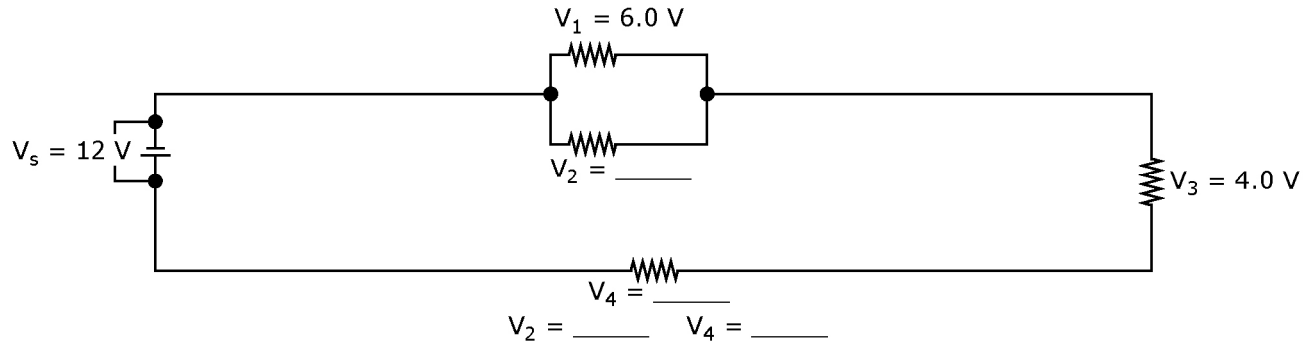 V₁ = 6.0 V
Vₛ = 12 V
V₂ = ______
V₃ = 4.0 V
V₄ = ______
V₂ = ______ V₄ = ______